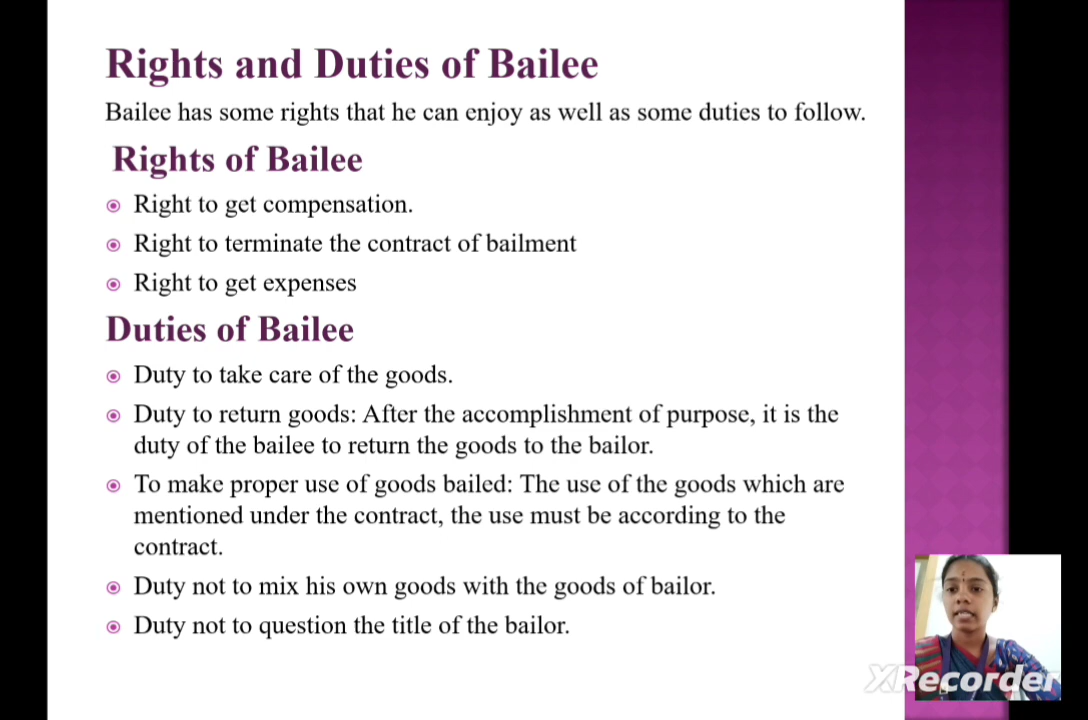 Rights and Duties of Bailee
Bailee has some rights that he can enjoy as well as some duties to follow.
Rights of Bailee
Right to get compensation.
Right to terminate the contract of bailment
Right to get expenses
Duties of Bailee
Duty to take care of the goods.
Duty to return goods: After the accomplishment of purpose, it is the
duty of the bailee to return the goods to the bailor.
To make proper use of goods bailed: The use of the goods which are
mentioned under the contract, the use must be according to the
contract.
Duty not to mix his own goods with the goods of bailor.
Duty not to question the title of the bailor.
XRecorder